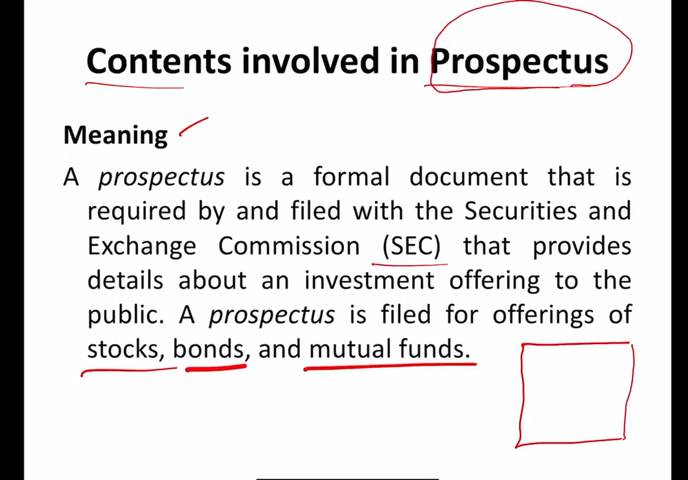 Contents involved in Prospectus
Meaning
A prospectus is a formal document that is
required by and filed with the Securities and
Exchange Commission (SEC) that provides
details about an investment offering to the
public. A prospectus is filed for offerings of
stocks, bonds, and mutual funds.